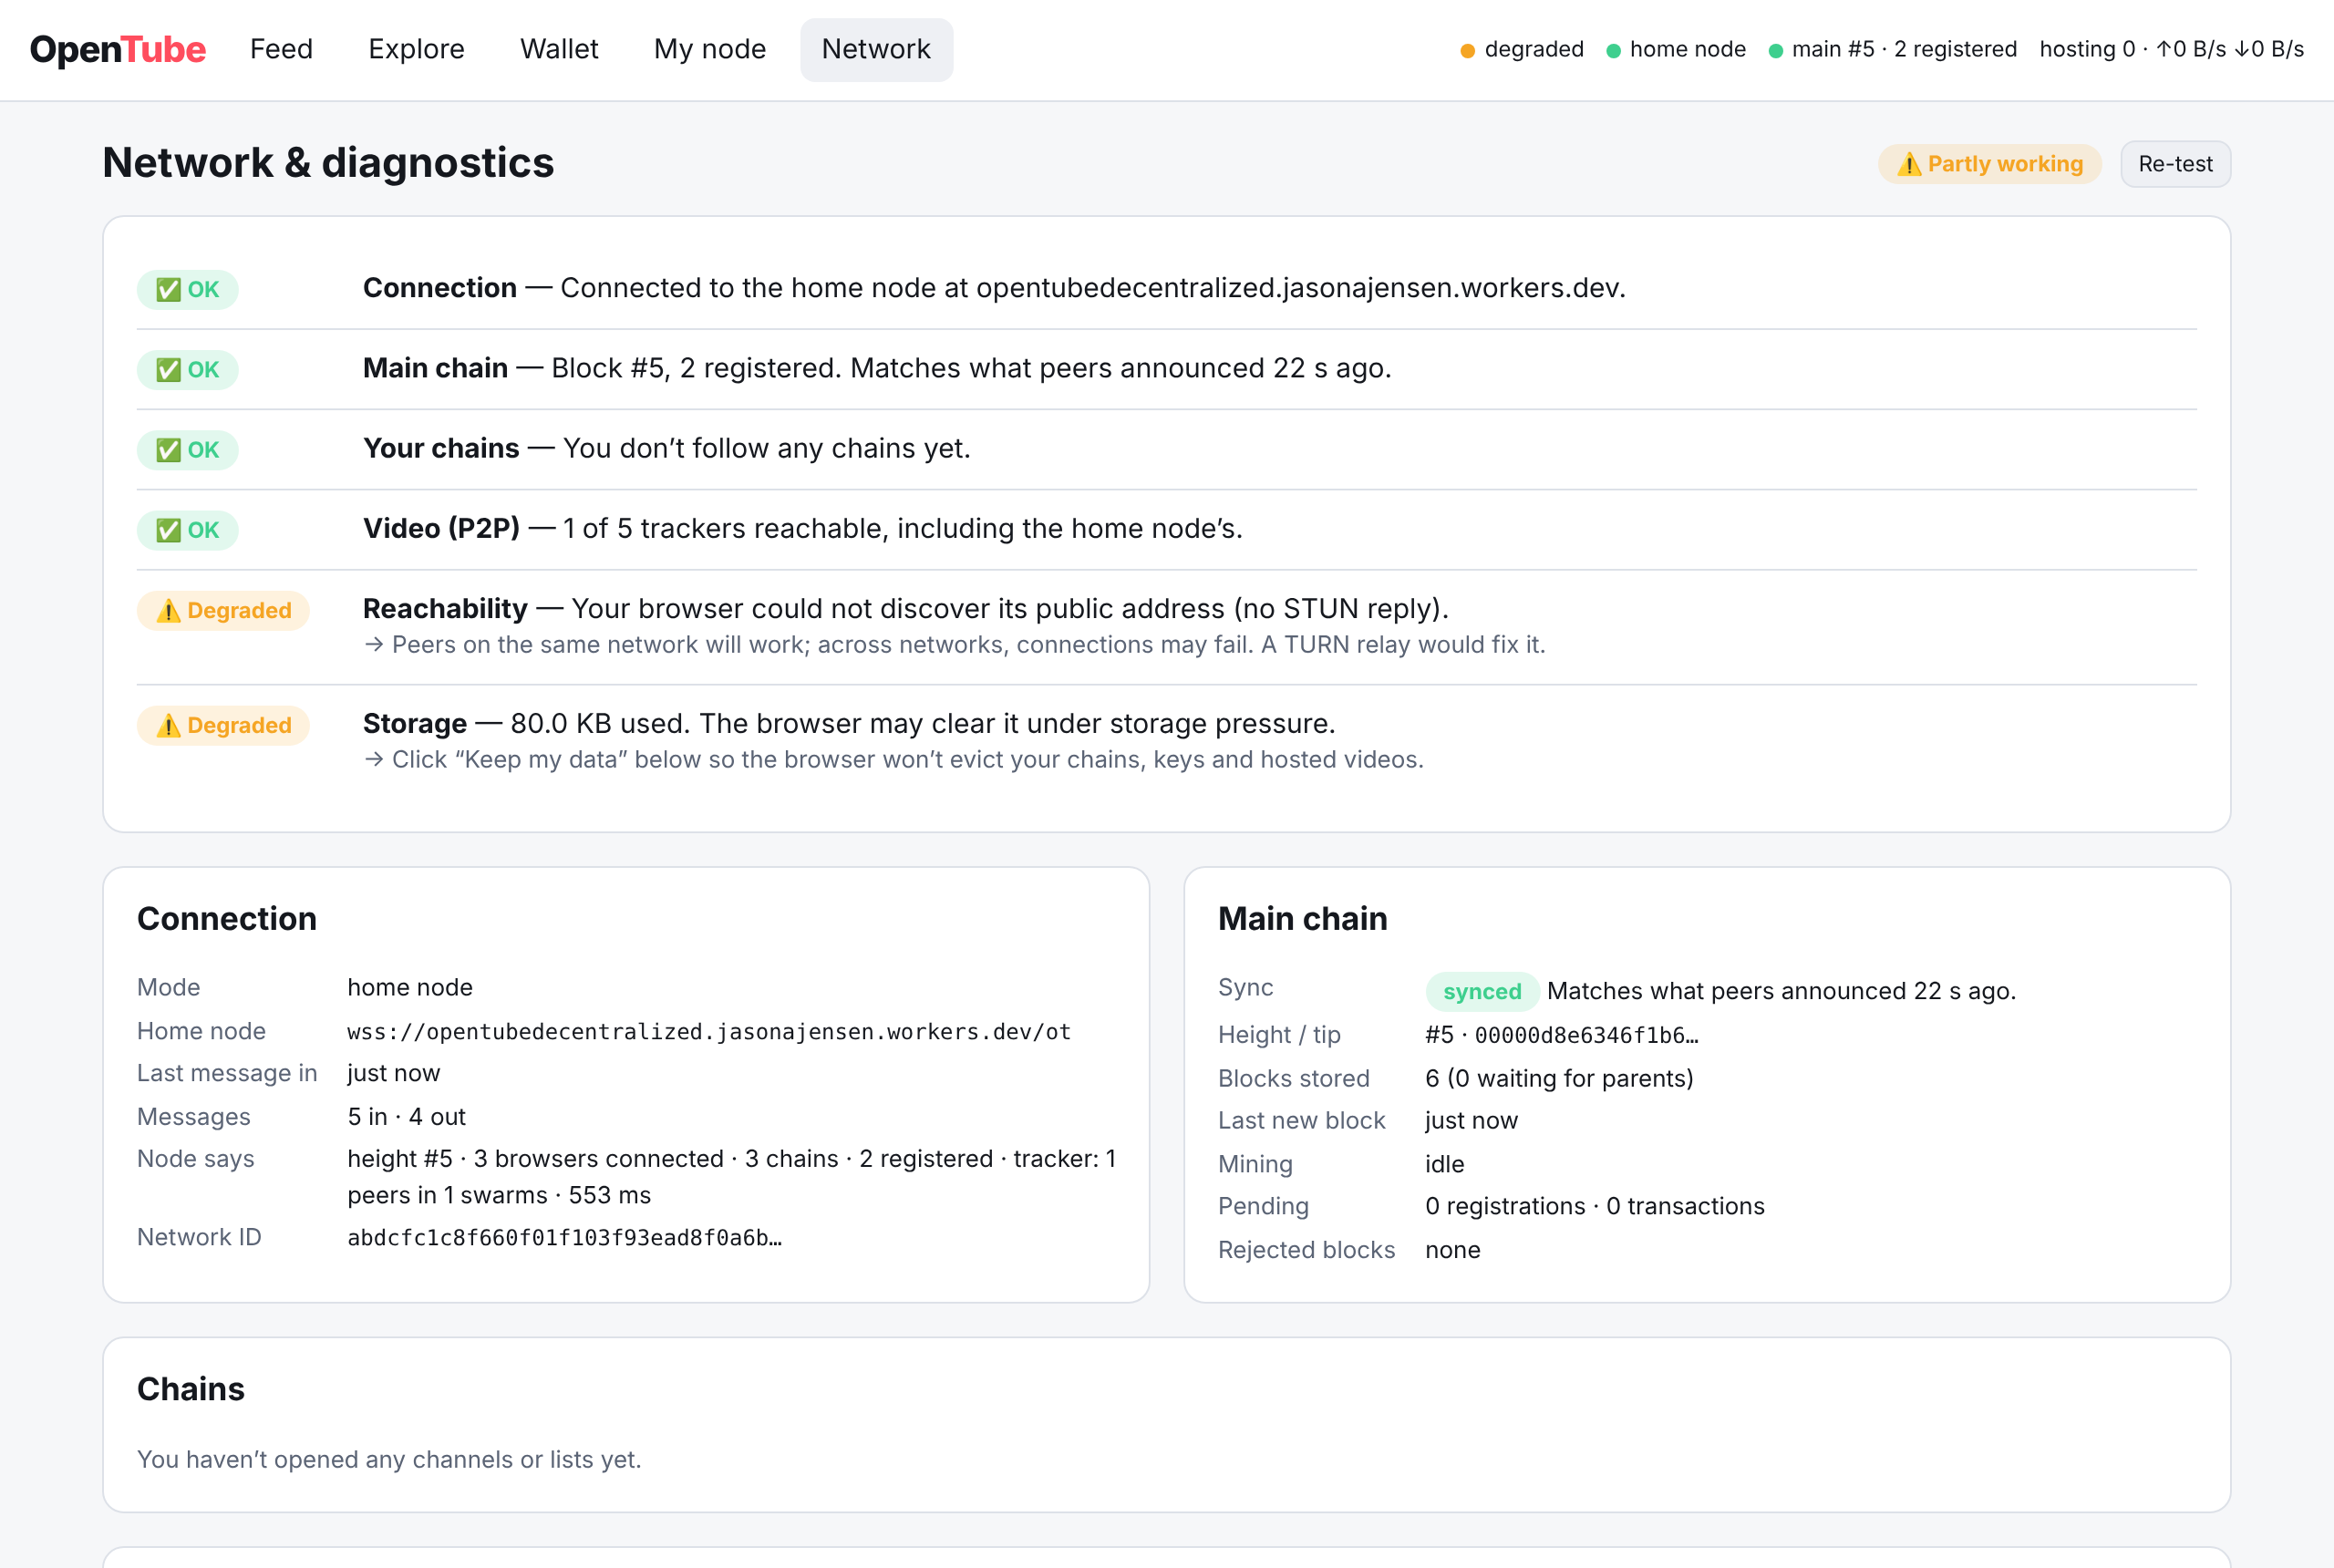 OpenTube Feed Explore Wallet My node Network degraded home node main #5 · 2 registered hosting 0 · ↑0 B/s ↓0 B/s
Network & diagnostics ⚠️ Partly working Re-test
✅ OK Connection — Connected to the home node at opentubedecentralized.jasonajensen.workers.dev.
✅ OK Main chain — Block #5, 2 registered. Matches what peers announced 22 s ago.
✅ OK Your chains — You don’t follow any chains yet.
✅ OK Video (P2P) — 1 of 5 trackers reachable, including the home node’s.
⚠️ Degraded Reachability — Your browser could not discover its public address (no STUN reply).
→ Peers on the same network will work; across networks, connections may fail. A TURN relay would fix it.
⚠️ Degraded Storage — 80.0 KB used. The browser may clear it under storage pressure.
→ Click “Keep my data” below so the browser won’t evict your chains, keys and hosted videos.
Connection
Mode home node
Home node wss://opentubedecentralized.jasonajensen.workers.dev/ot
Last message in just now
Messages 5 in · 4 out
Node says height #5 · 3 browsers connected · 3 chains · 2 registered · tracker: 1
peers in 1 swarms · 553 ms
Network ID abdcfc1c8f660f01f103f93ead8f0a6b…
Main chain
Sync synced Matches what peers announced 22 s ago.
Height / tip #5 · 00000d8e6346f1b6…
Blocks stored 6 (0 waiting for parents)
Last new block just now
Mining idle
Pending 0 registrations · 0 transactions
Rejected blocks none
Chains
You haven’t opened any channels or lists yet.